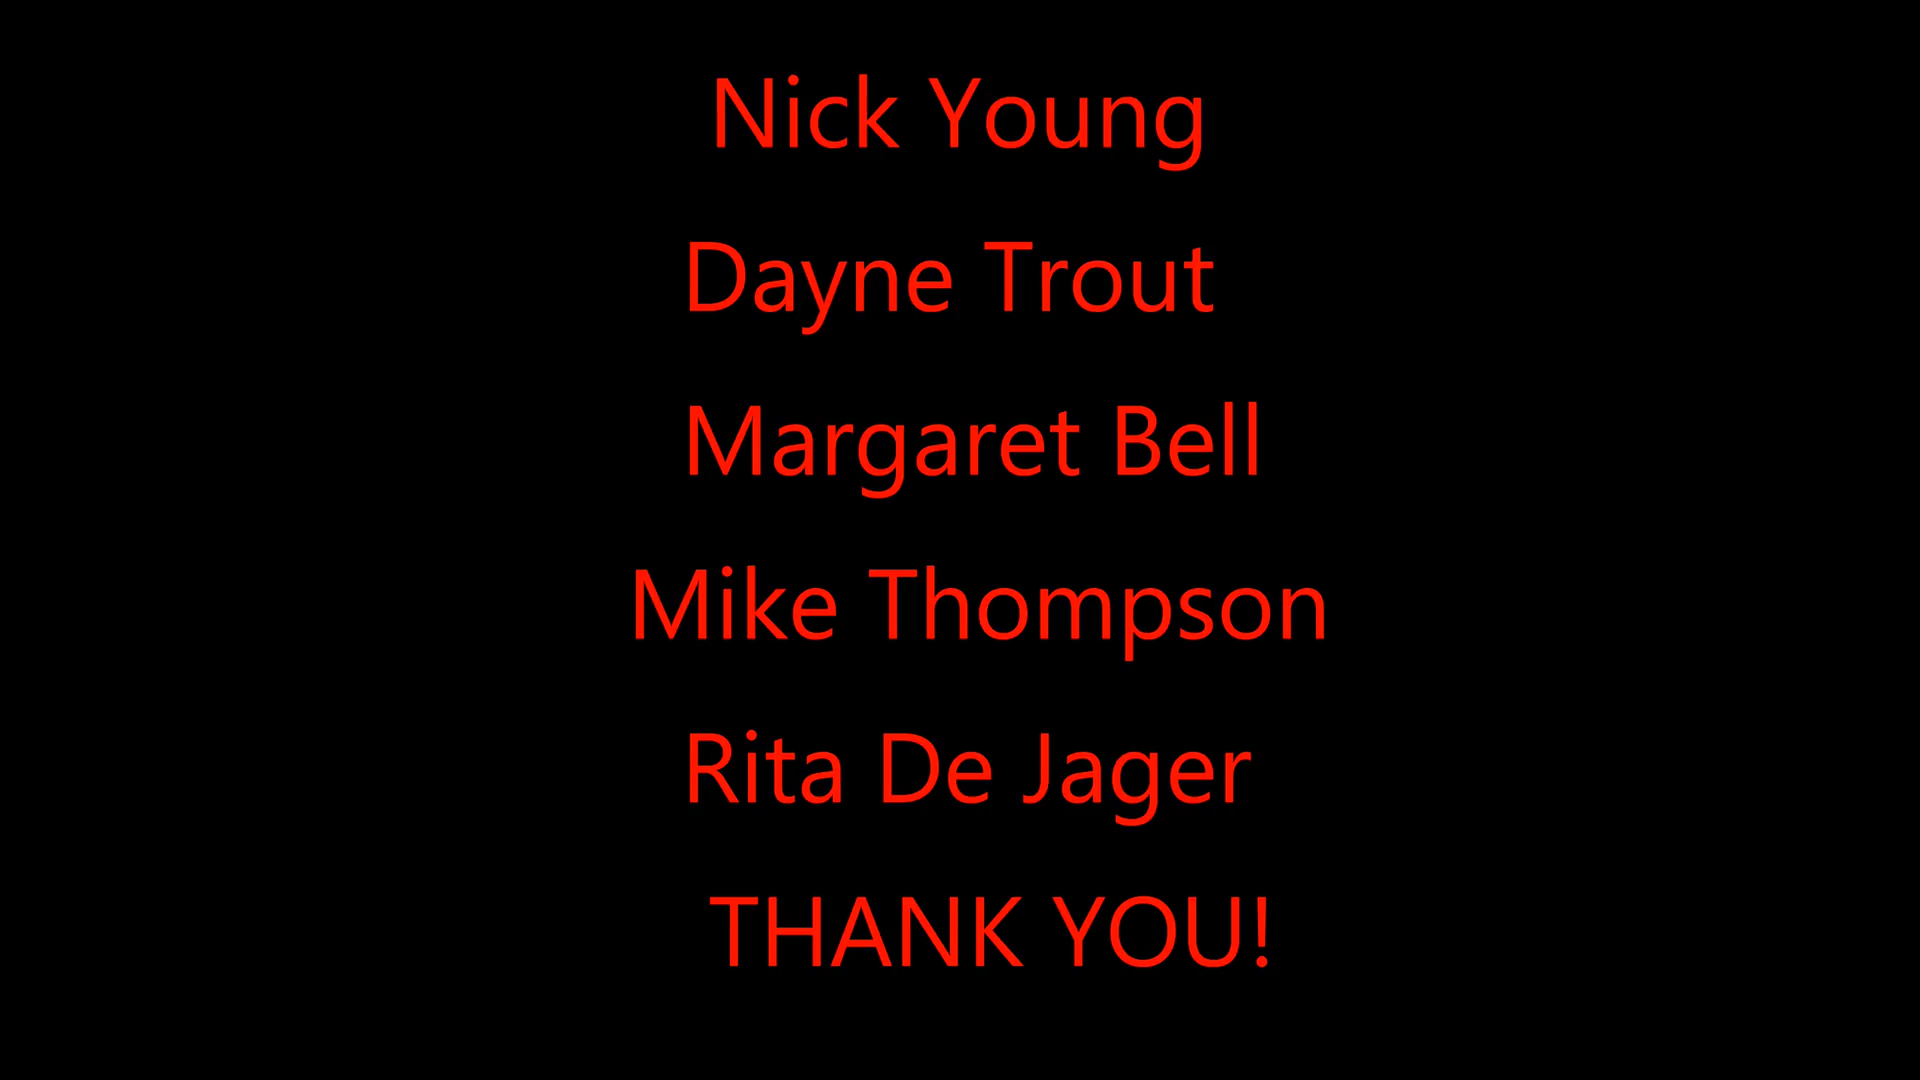 Nick Young
Dayne Trout
Margaret Bell
Mike Thompson
Rita De Jager
THANK YOU!